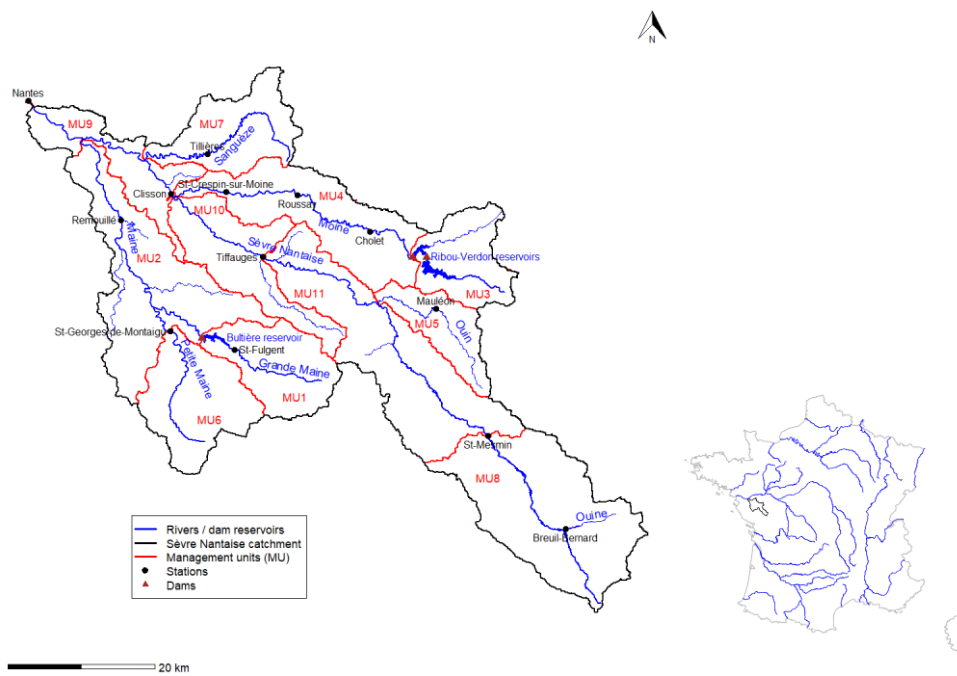 N
Nantes
MU9
MU7
Tillières
Sanguèze
St-Crespin-sur-Moine
Clisson
MU4
Roussay
MU10
Remouillé
Moine
Maine
Cholet
Sèvre Nantaise
MU2
Tiffauges
Ribou-Verdon reservoirs
MU11
MU3
Mauléon
MU5
Ouin
St-Georges-de-Montaigu
Bultière reservoir
St-Fulgent
Petite Maine
Grande Maine
MU1
MU6
St-Mesmin
MU8
Ouine
Breuil-Bernard
Rivers / dam reservoirs
Sèvre Nantaise catchment
Management units (MU)
Stations
Dams
20 km